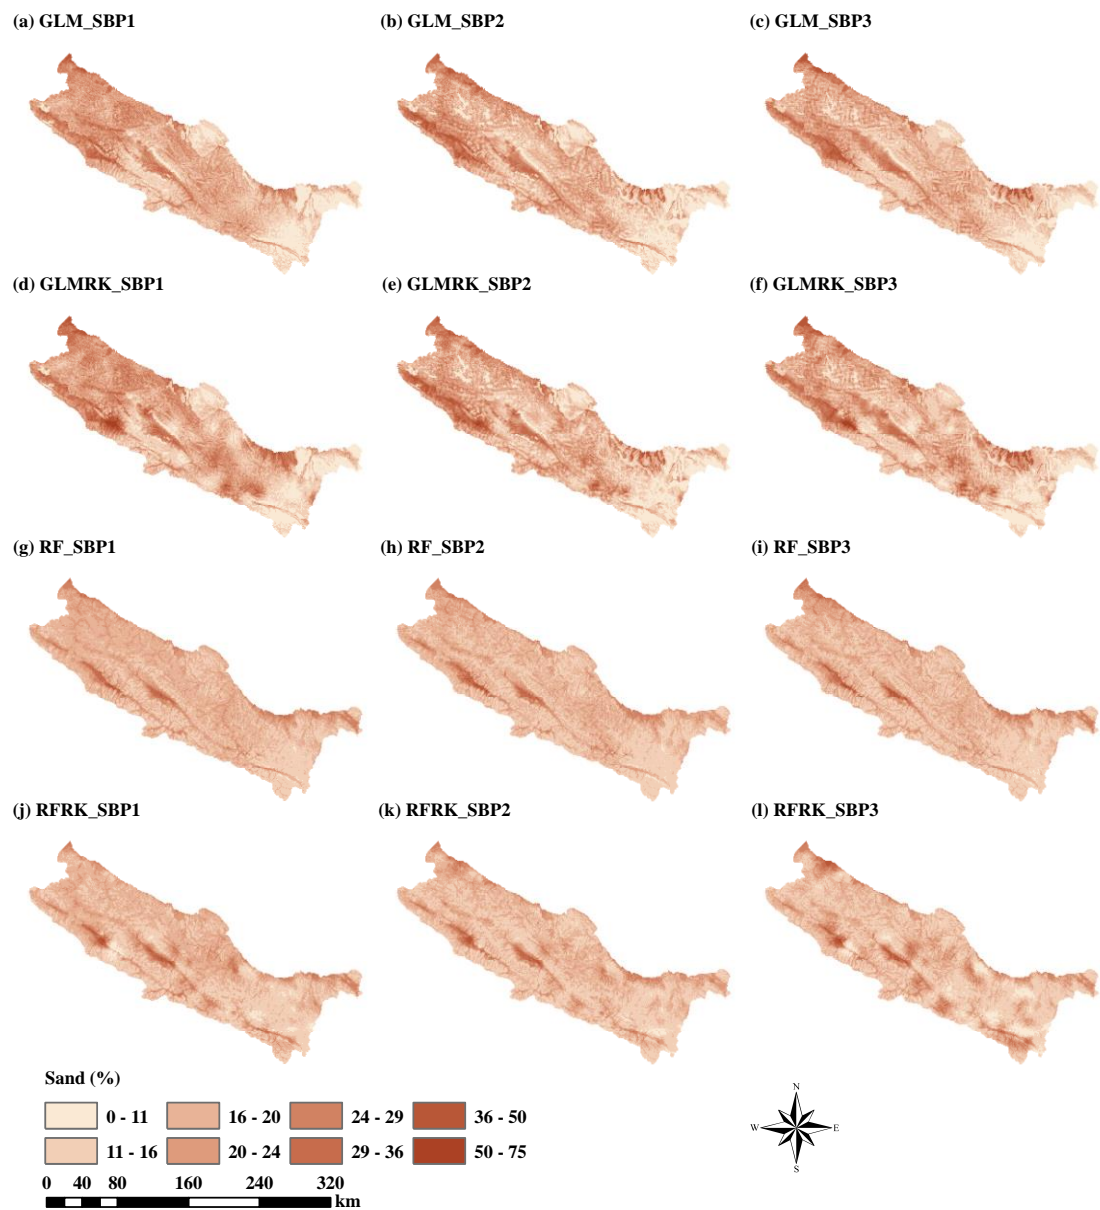 (a) GLM_SBP1 (b) GLM_SBP2 (c) GLM_SBP3
(d) GLMRK_SBP1 (e) GLMRK_SBP2 (f) GLMRK_SBP3
(g) RF_SBP1 (h) RF_SBP2 (i) RF_SBP3
(j) RFRK_SBP1 (k) RFRK_SBP2 (l) RFRK_SBP3
Sand (%)
0 - 11 16 - 20 24 - 29 36 - 50
11 - 16 20 - 24 29 - 36 50 - 75
0 40 80 160 240 320
km
N
W E
S